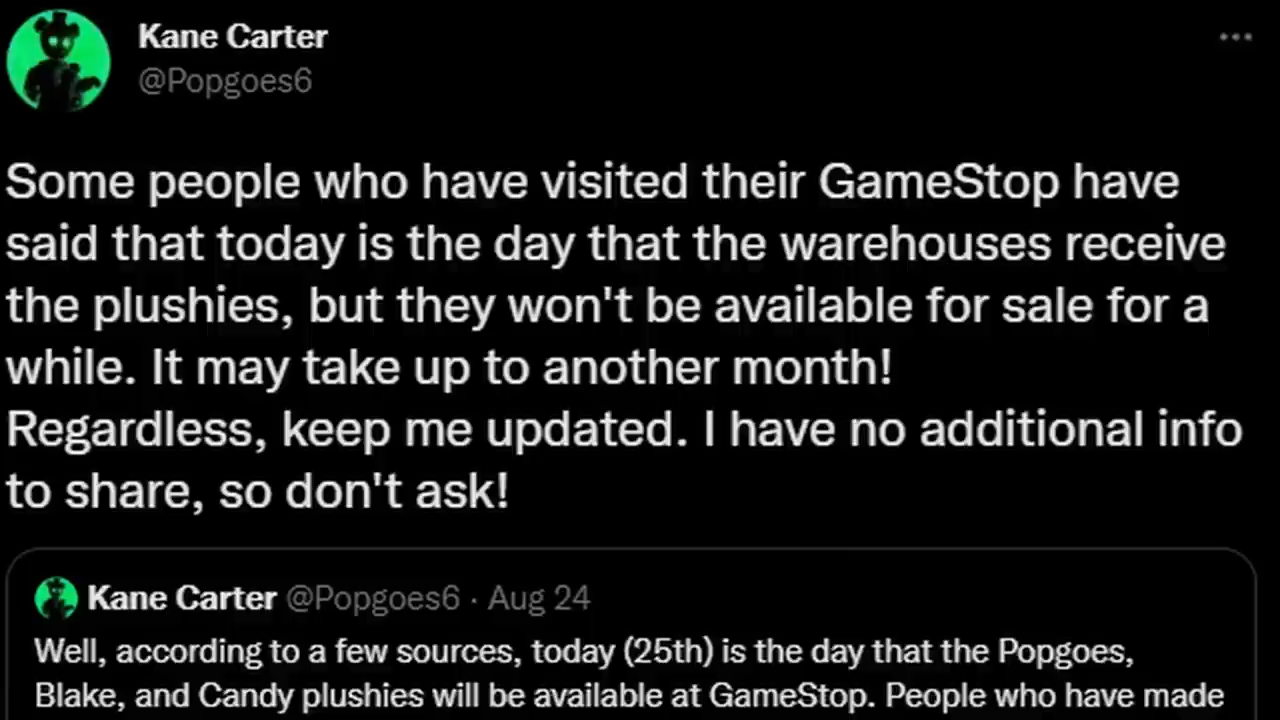 Kane Carter
@Popgoes6
Some people who have visited their GameStop have
said that today is the day that the warehouses receive
the plushies, but they won't be available for sale for a
while. It may take up to another month!
Regardless, keep me updated. I have no additional info
to share, so don't ask!
Kane Carter @Popgoes6 · Aug 24
Well, according to a few sources, today (25th) is the day that the Popgoes,
Blake, and Candy plushies will be available at GameStop. People who have made